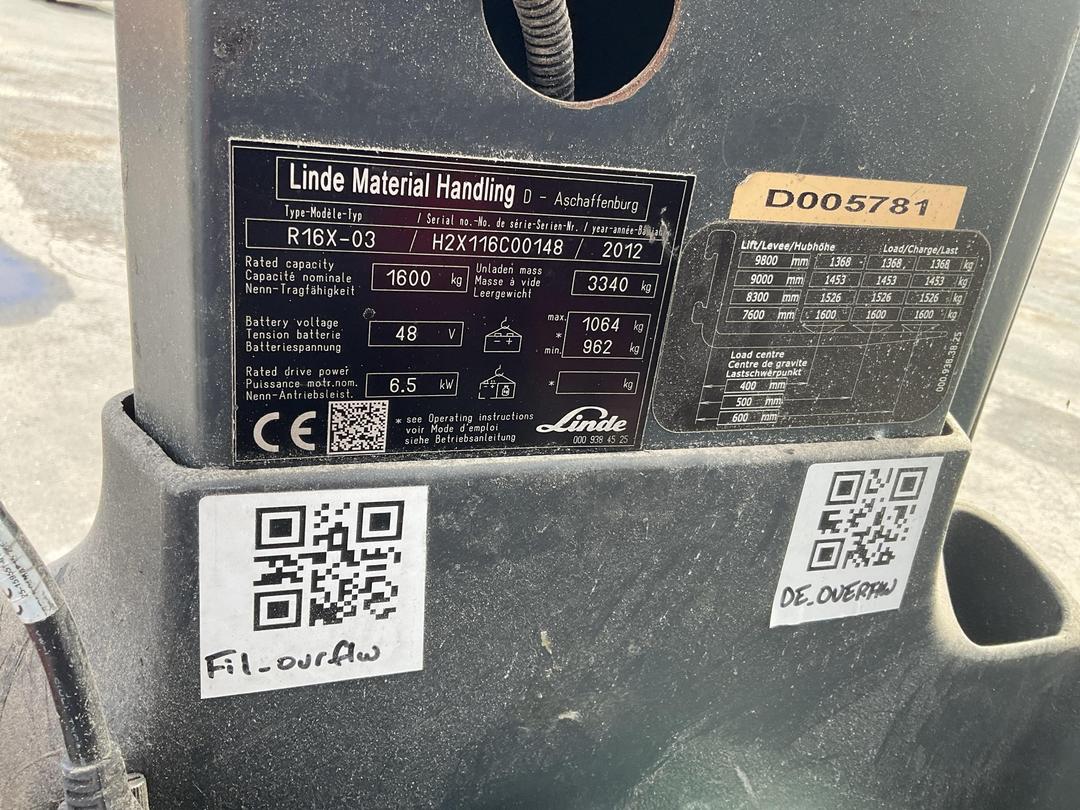 Linde Material Handling D - Aschaffenburg
Type-Modèle-Typ / Serial no.-No. de série-Serien-Nr. / year-année-Baujahr
R16X-03 / H2X116C00148 / 2012
Rated capacity
Capacité nominale
Nenn-Tragfähigkeit
1600 kg
Unladen mass
Masse à vide
Leergewicht
3340 kg
Battery voltage
Tension batterie
Batteriespannung
48 V
max. 1064 kg
*
min. 962 kg
Rated drive power
Puissance motr.nom.
Nenn-Antriebsleist.
6.5 kW
* kg
CE
* see Operating instructions
voir Mode d'emploi
siehe Betriebsanleitung
Linde
000 938 45 25
D005781
Lift/Levee/Hubhöhe Load/Charge/Last
9800 mm 1368 1368 1368 kg
9000 mm 1453 1453 1453 kg
8300 mm 1526 1526 1526 kg
7600 mm 1600 1600 1600 kg
Load centre
Centre de gravite
Lastschwerpunkt
400 mm
500 mm
600 mm
000.938.38.25
Fil-ourflw
DE_OVERFlW